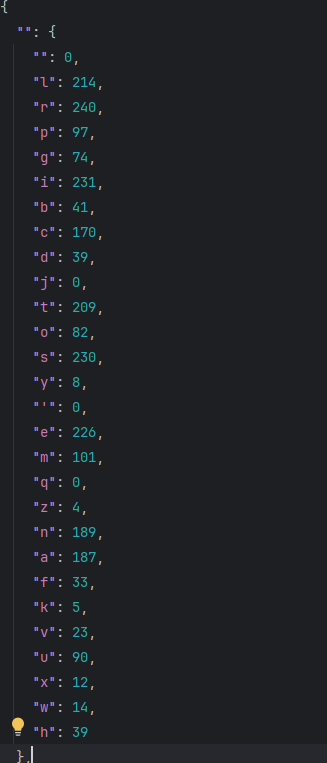 {
"": {
"": 0,
"l": 214,
"r": 240,
"p": 97,
"g": 74,
"i": 231,
"b": 41,
"c": 170,
"d": 39,
"j": 0,
"t": 209,
"o": 82,
"s": 230,
"y": 8,
"'": 0,
"e": 226,
"m": 101,
"q": 0,
"z": 4,
"n": 189,
"a": 187,
"f": 33,
"k": 5,
"v": 23,
"u": 90,
"x": 12,
"w": 14,
"h": 39
},